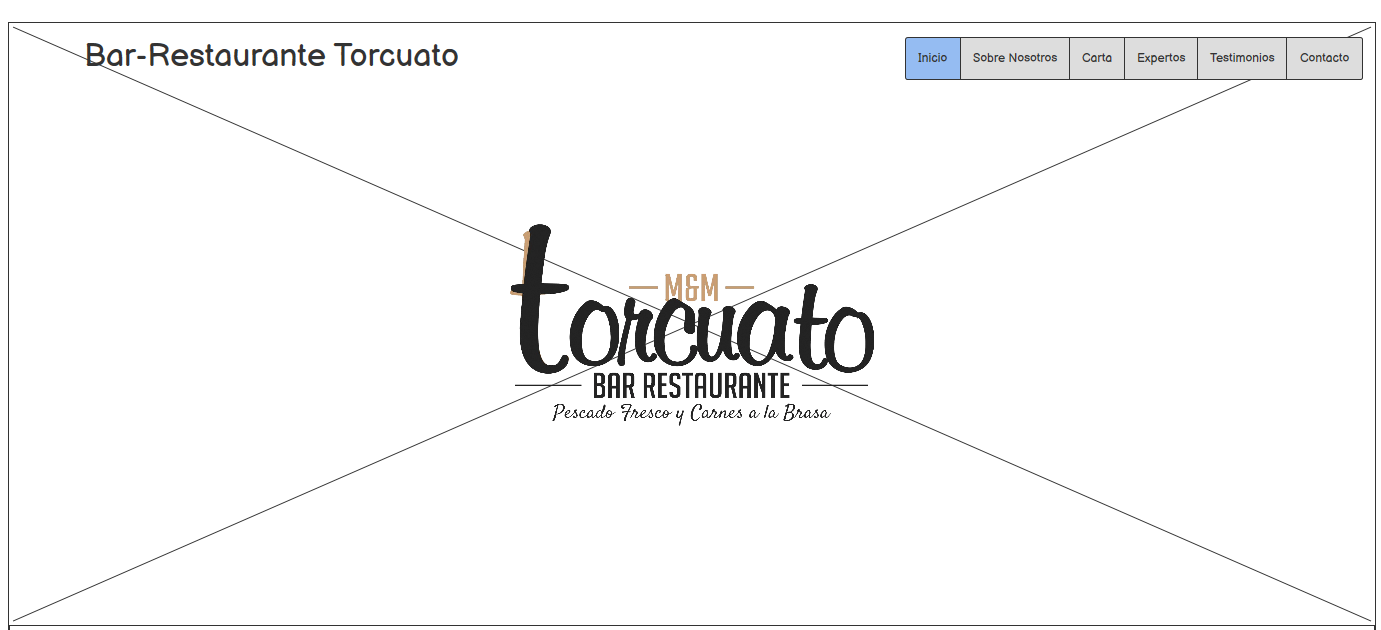 Bar-Restaurante Torcuato
Inicio Sobre Nosotros Carta Expertos Testimonios Contacto
M&M
torcuato
BAR RESTAURANTE
Pescado Fresco y Carnes a la Brasa